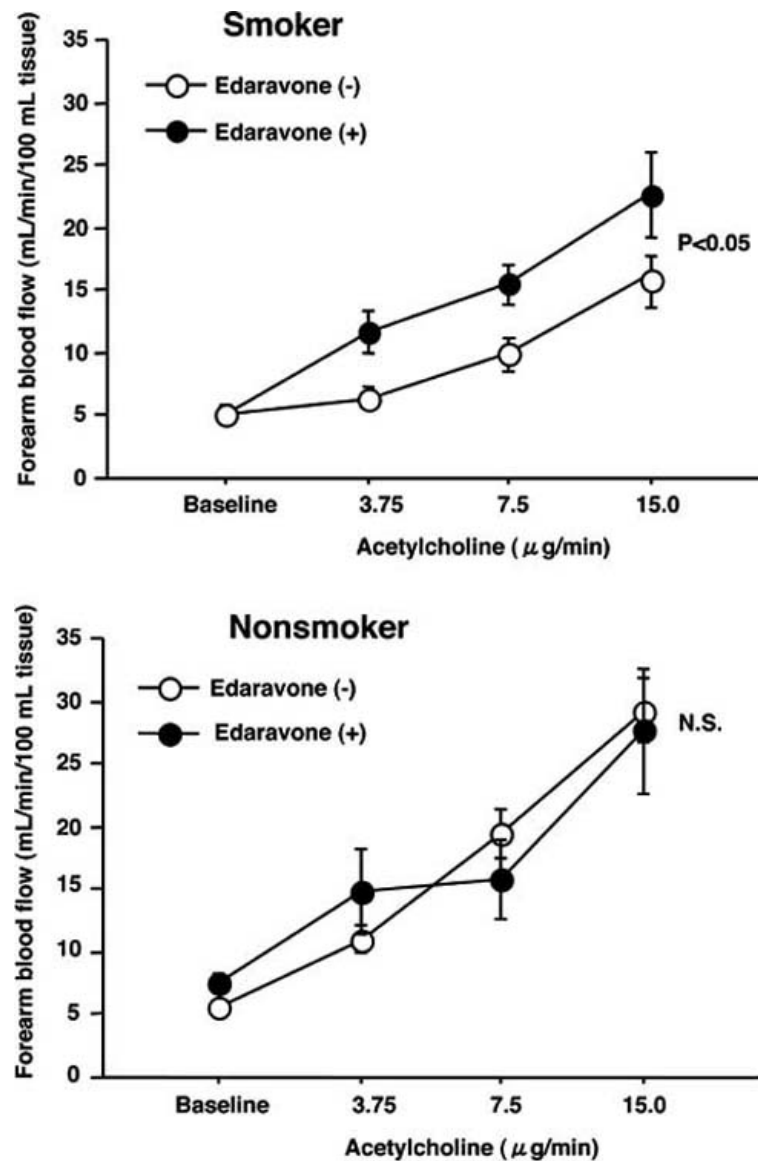 Smoker
Forearm blood flow (mL/min/100 mL tissue)
35
30
25
20
15
10
5
0
Edaravone (-)
Edaravone (+)
P<0.05
Baseline 3.75 7.5 15.0
Acetylcholine ( μg/min)
Nonsmoker
Forearm blood flow (mL/min/100 mL tissue)
35
30
25
20
15
10
5
0
Edaravone (-)
Edaravone (+)
N.S.
Baseline 3.75 7.5 15.0
Acetylcholine ( μg/min)